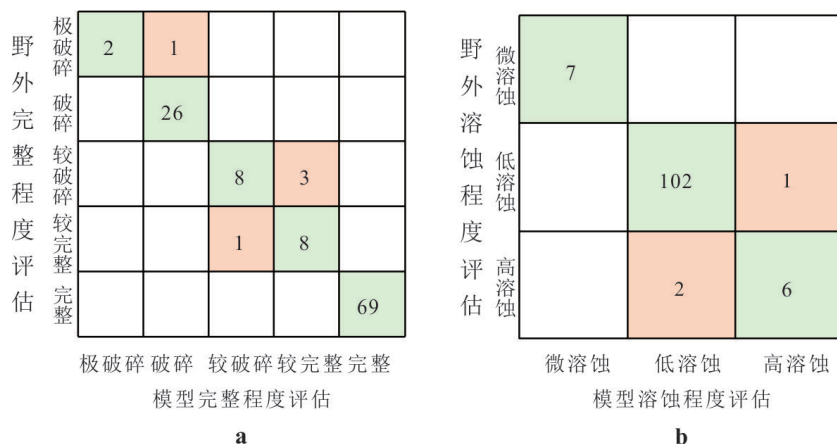 野外完整程度评估
极破碎
破碎
较破碎
较完整
完整
2 1
26
8 3
1 8
69
极破碎 破碎 较破碎 较完整 完整
模型完整程度评估
a
野外溶蚀程度评估
微溶蚀
低溶蚀
高溶蚀
7
102 1
2 6
微溶蚀 低溶蚀 高溶蚀
模型溶蚀程度评估
b